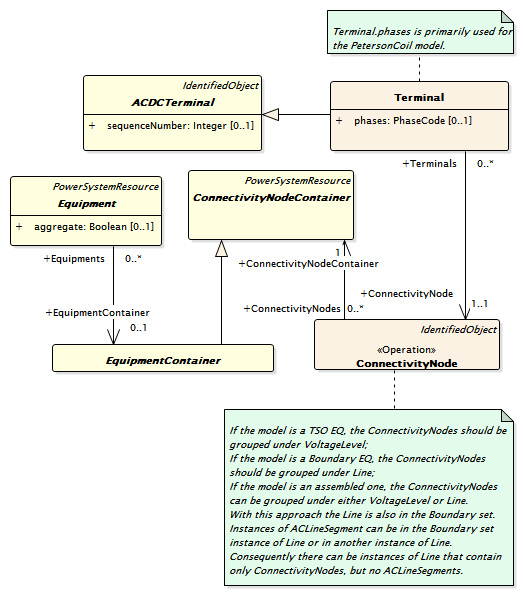 Terminal.phases is primarily used for
the PetersonCoil model.
IdentifiedObject
ACDCTerminal
+ sequenceNumber: Integer [0..1]
Terminal
+ phases: PhaseCode [0..1]
+Terminals 0..*
PowerSystemResource
Equipment
+ aggregate: Boolean [0..1]
PowerSystemResource
ConnectivityNodeContainer
+Equipments 0..*
1
+ConnectivityNodeContainer
+EquipmentContainer
0..1
+ConnectivityNode
+ConnectivityNodes 0..*
1..1
EquipmentContainer
IdentifiedObject
«Operation»
ConnectivityNode
If the model is a TSO EQ, the ConnectivityNodes should be
grouped under VoltageLevel;
If the model is a Boundary EQ, the ConnectivityNodes
should be grouped under Line;
If the model is an assembled one, the ConnectivityNodes
can be grouped under either VoltageLevel or Line.
With this approach the Line is also in the Boundary set.
Instances of ACLineSegment can be in the Boundary set
instance of Line or in another instance of Line.
Consequently there can be instances of Line that contain
only ConnectivityNodes, but no ACLineSegments.